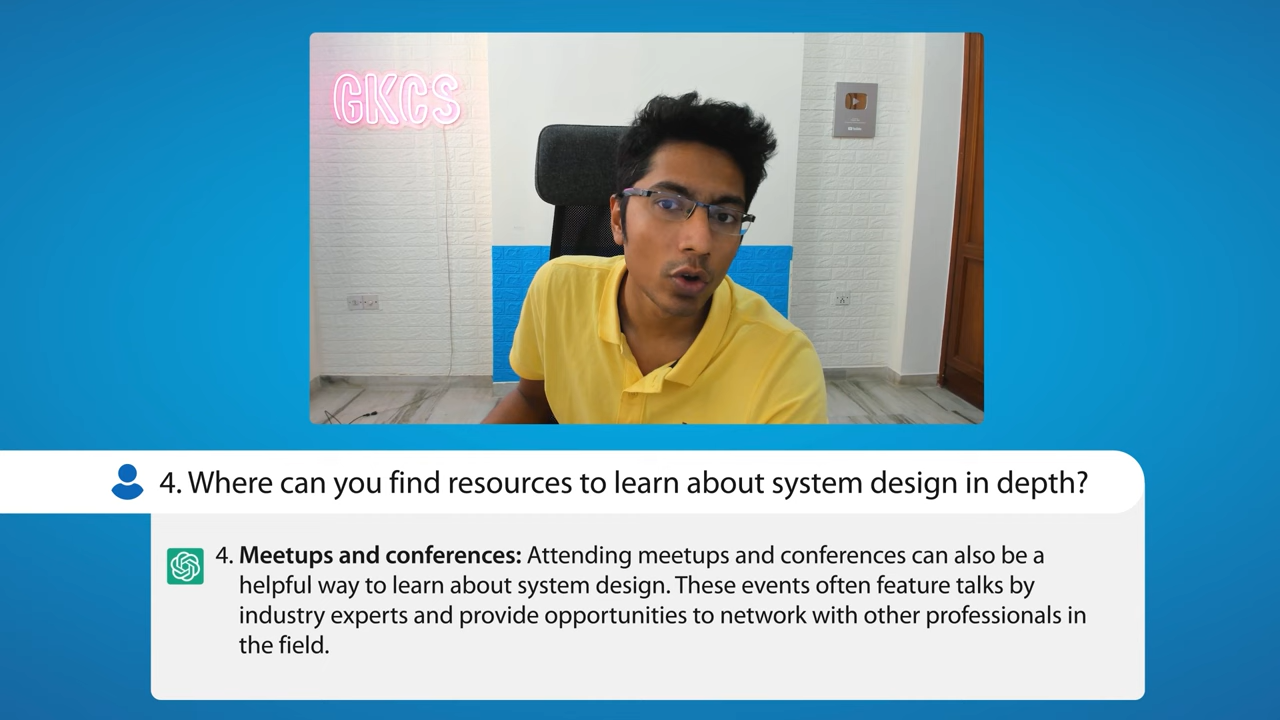 GKCS
4. Where can you find resources to learn about system design in depth?
4. Meetups and conferences: Attending meetups and conferences can also be a
helpful way to learn about system design. These events often feature talks by
industry experts and provide opportunities to network with other professionals in
the field.